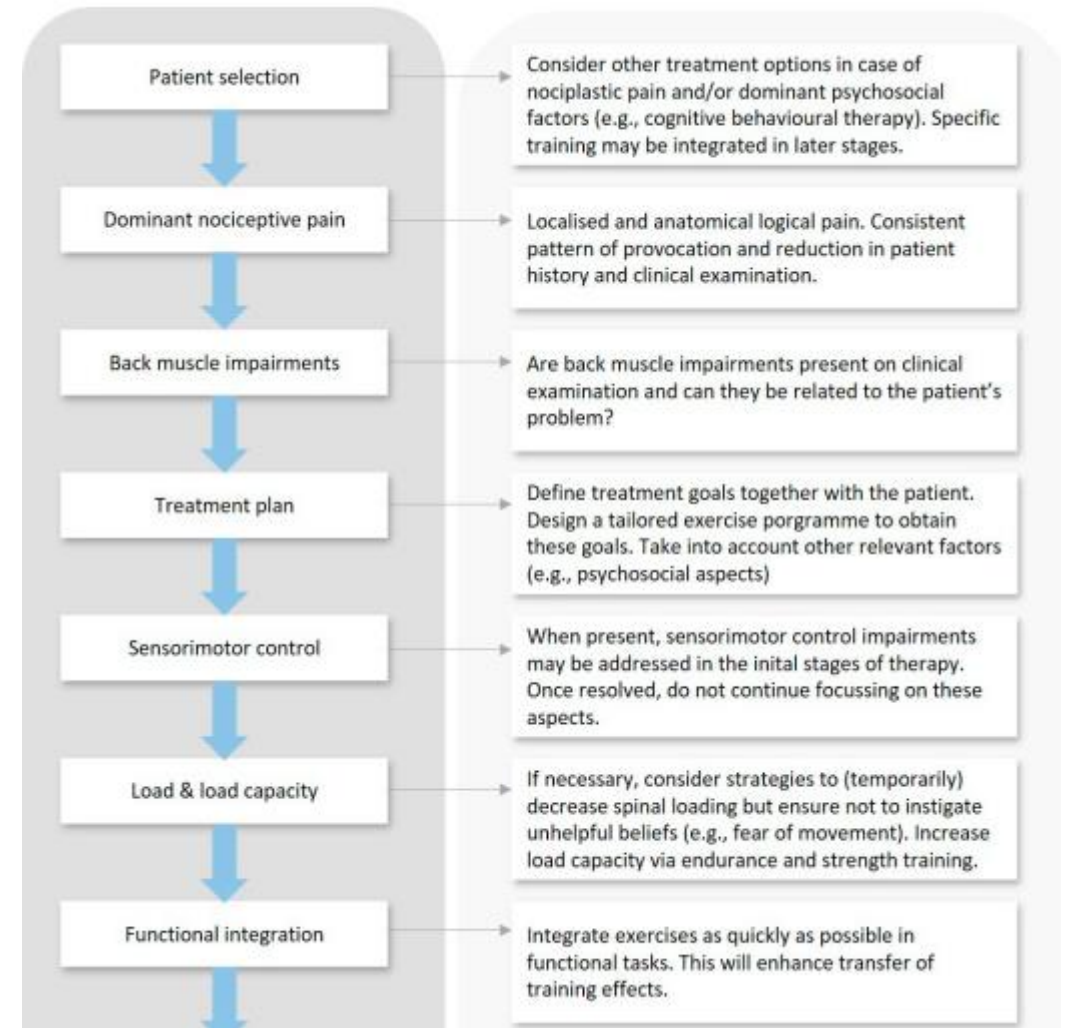 Patient selection
Consider other treatment options in case of
nociplastic pain and/or dominant psychosocial
factors (e.g., cognitive behavioural therapy). Specific
training may be integrated in later stages.
Dominant nociceptive pain
Localised and anatomical logical pain. Consistent
pattern of provocation and reduction in patient
history and clinical examination.
Back muscle impairments
Are back muscle impairments present on clinical
examination and can they be related to the patient's
problem?
Treatment plan
Define treatment goals together with the patient.
Design a tailored exercise porgramme to obtain
these goals. Take into account other relevant factors
(e.g., psychosocial aspects)
Sensorimotor control
When present, sensorimotor control impairments
may be addressed in the inital stages of therapy.
Once resolved, do not continue focussing on these
aspects.
Load & load capacity
If necessary, consider strategies to (temporarily)
decrease spinal loading but ensure not to instigate
unhelpful beliefs (e.g., fear of movement). Increase
load capacity via endurance and strength training.
Functional integration
Integrate exercises as quickly as possible in
functional tasks. This will enhance transfer of
training effects.